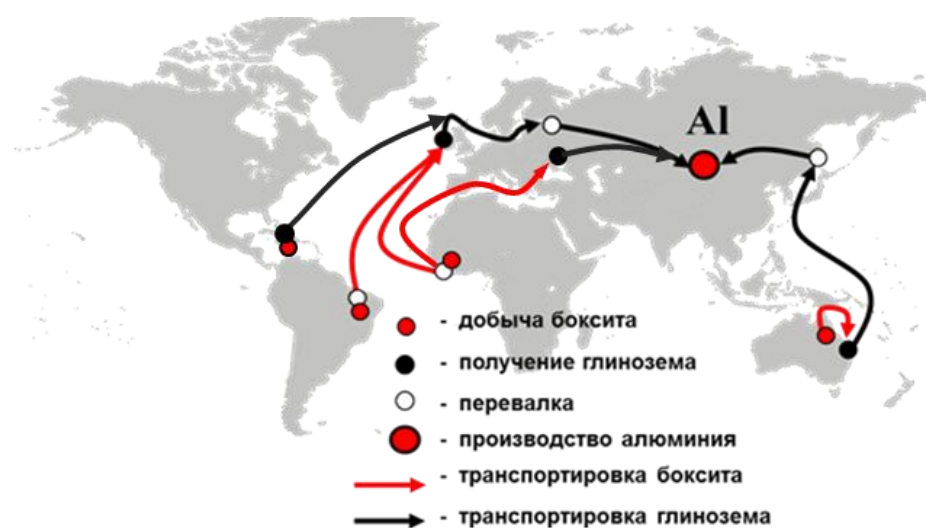 Al
- добыча боксита
- получение глинозема
- перевалка
- производство алюминия
- транспортировка боксита
- транспортировка глинозема